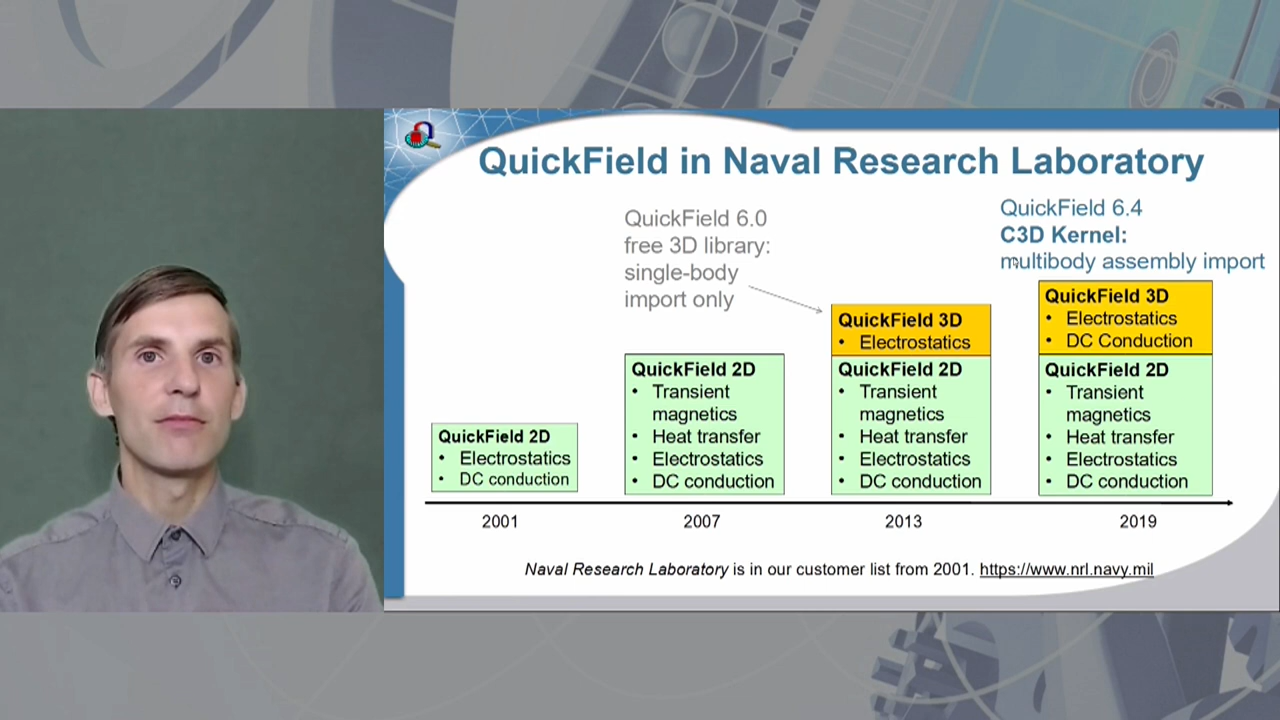 QuickField in Naval Research Laboratory
QuickField 6.0
free 3D library:
single-body
import only
QuickField 6.4
C3D Kernel:
multibody assembly import
QuickField 2D
• Electrostatics
• DC conduction
2001
QuickField 2D
• Transient
magnetics
• Heat transfer
• Electrostatics
• DC conduction
2007
QuickField 3D
• Electrostatics
QuickField 2D
• Transient
magnetics
• Heat transfer
• Electrostatics
• DC conduction
2013
QuickField 3D
• Electrostatics
• DC Conduction
QuickField 2D
• Transient
magnetics
• Heat transfer
• Electrostatics
• DC conduction
2019
Naval Research Laboratory is in our customer list from 2001. https://www.nrl.navy.mil